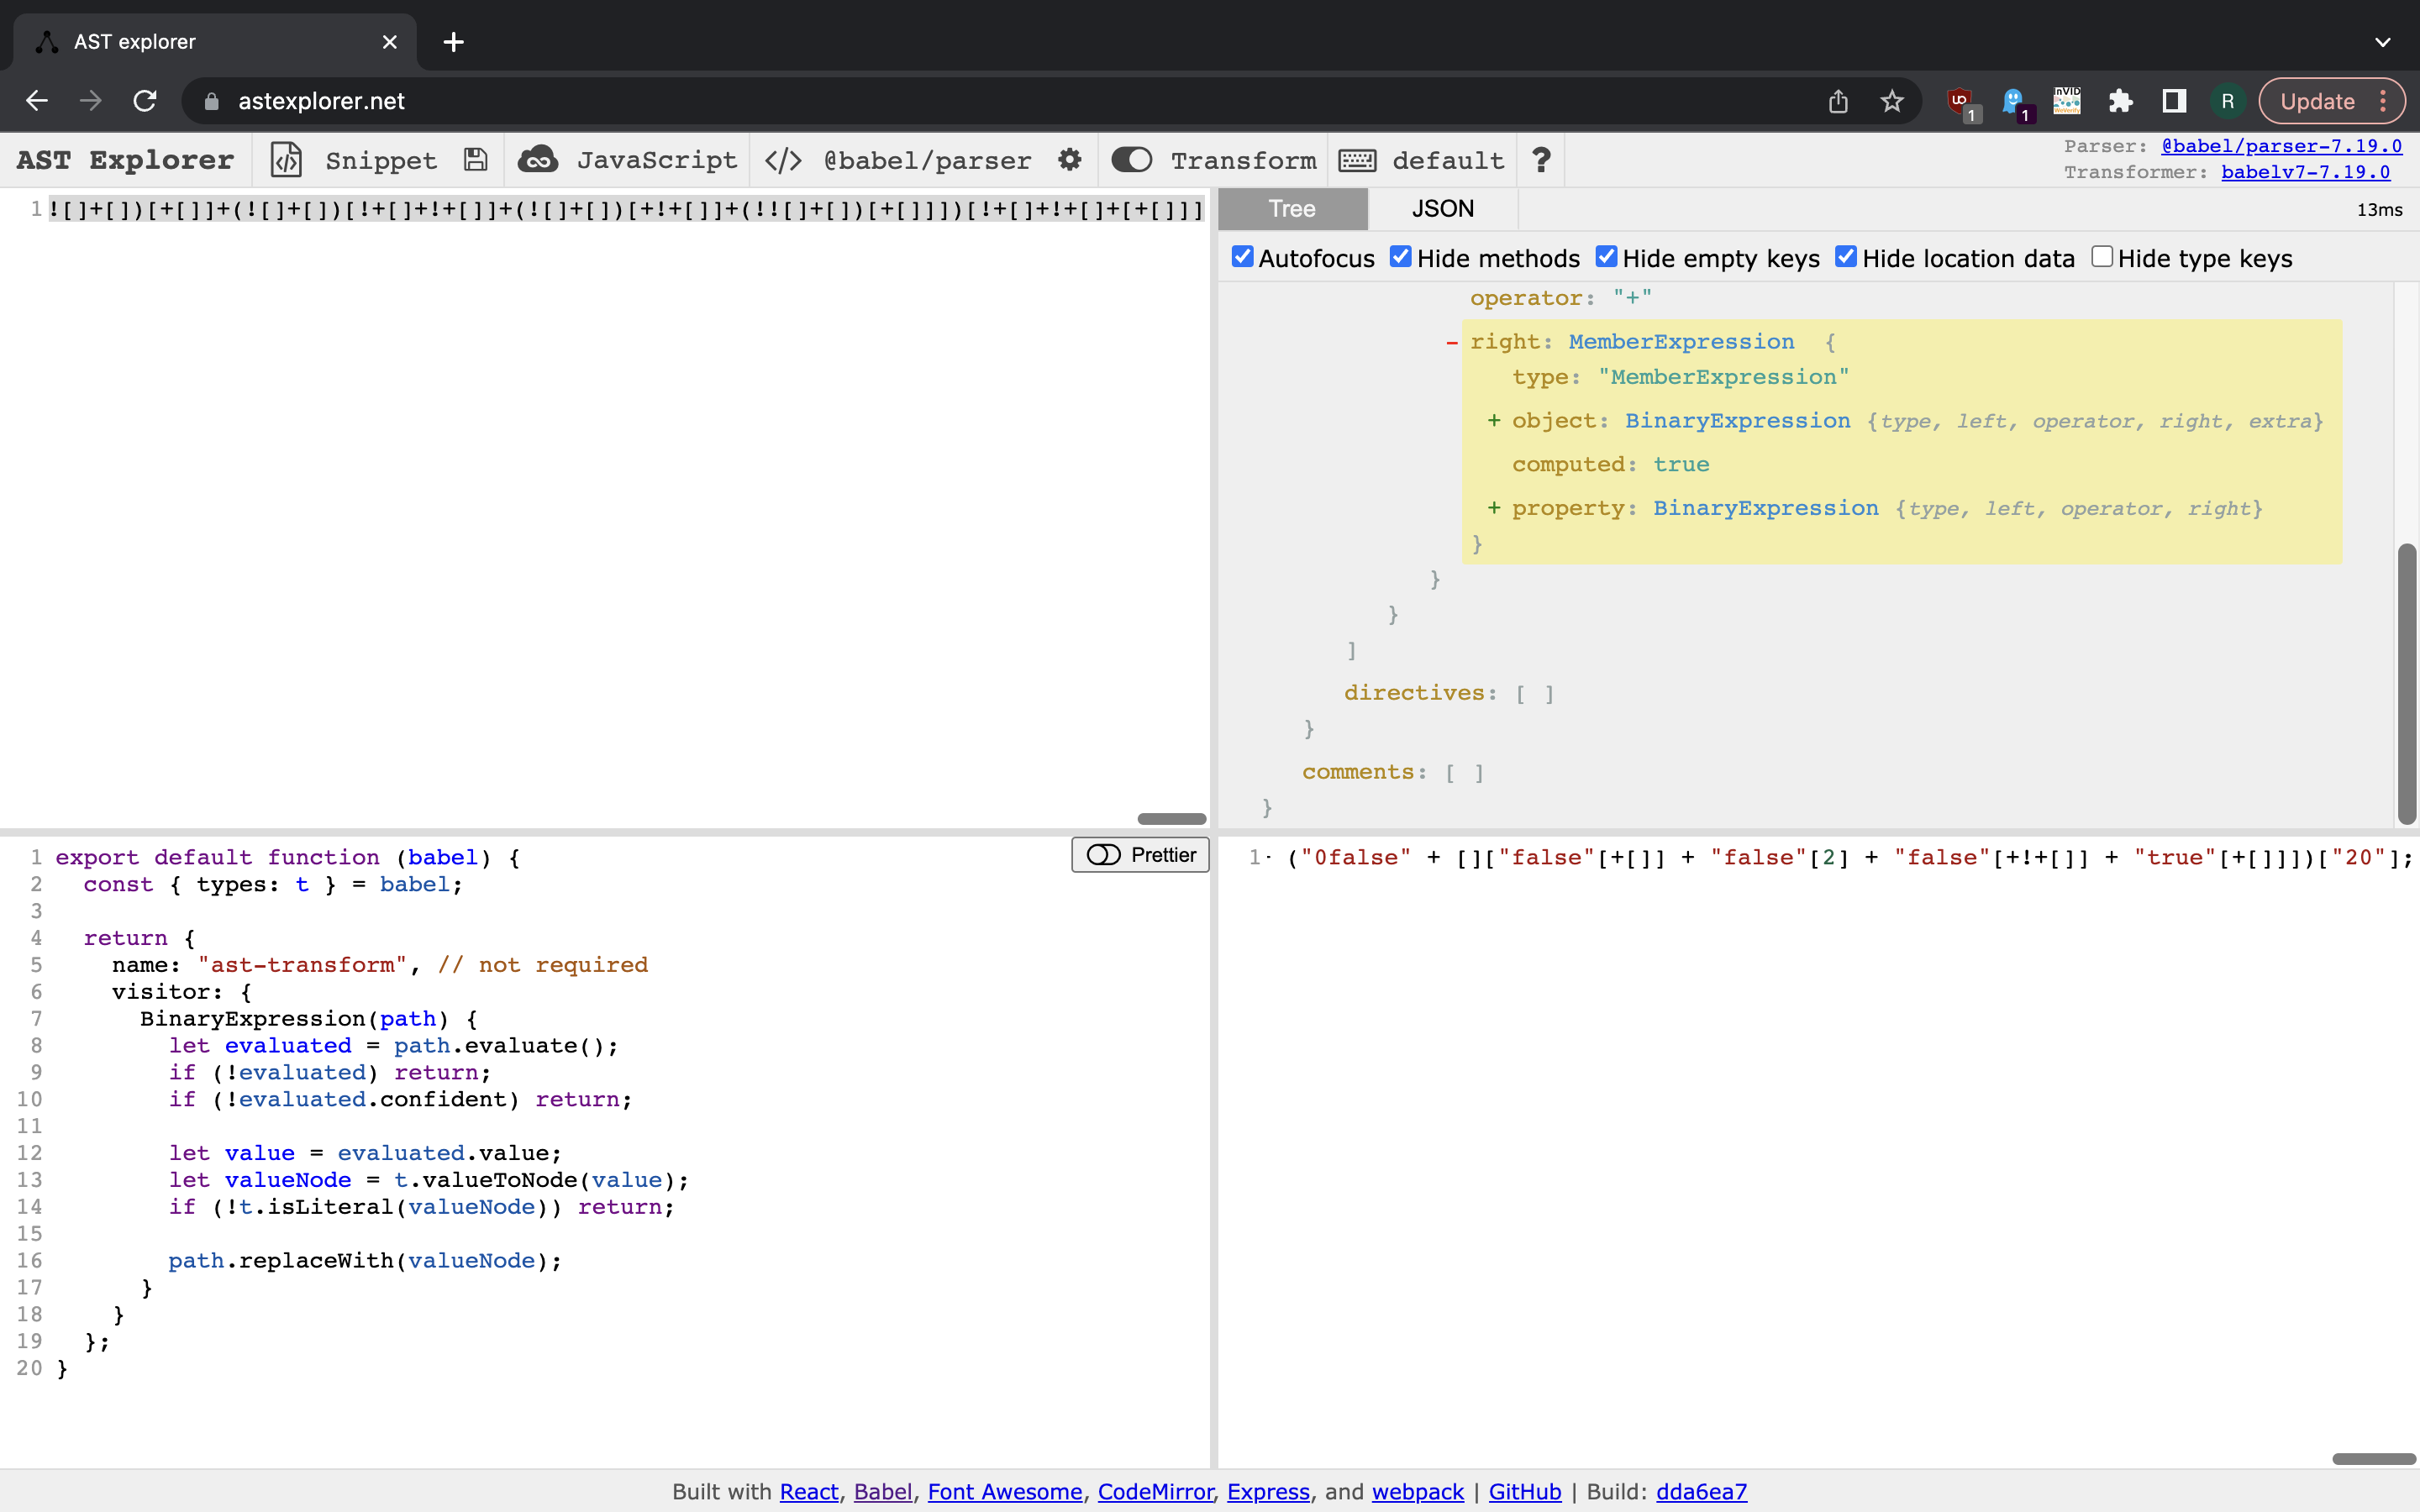 AST explorer
astexplorer.net
1
1
inVID
R
Update
AST Explorer
Snippet
JavaScript
</> @babel/parser
Transform
default
?
Parser: @babel/parser-7.19.0
Transformer: babelv7-7.19.0
1 ![]+[])[+[]]+(![]+[])[!+[]+!+[]]+(![]+[])[+!+[]]+(!![]+[])[+[]]])[!+[]+!+[]+[+[]]]
Tree
JSON
13ms
Autofocus Hide methods Hide empty keys Hide location data Hide type keys
operator: "+"
- right: MemberExpression {
type: "MemberExpression"
+ object: BinaryExpression {type, left, operator, right, extra}
computed: true
+ property: BinaryExpression {type, left, operator, right}
}
}
}
]
directives: [ ]
}
comments: [ ]
}
Prettier
1 export default function (babel) {
2 const { types: t } = babel;
3
4 return {
5 name: "ast-transform", // not required
6 visitor: {
7 BinaryExpression(path) {
8 let evaluated = path.evaluate();
9 if (!evaluated) return;
10 if (!evaluated.confident) return;
11
12 let value = evaluated.value;
13 let valueNode = t.valueToNode(value);
14 if (!t.isLiteral(valueNode)) return;
15
16 path.replaceWith(valueNode);
17 }
18 }
19 };
20 }
1 ("0false" + []["false"[+[]] + "false"[2] + "false"[+!+[]] + "true"[+[]]])["20"];
Built with React, Babel, Font Awesome, CodeMirror, Express, and webpack | GitHub | Build: dda6ea7